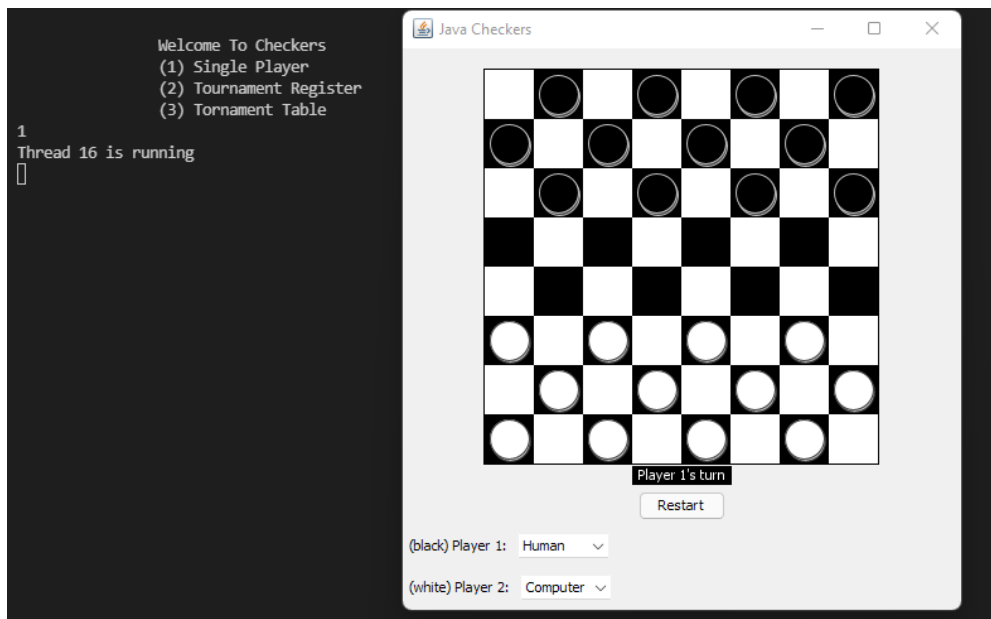 Welcome To Checkers
(1) Single Player
(2) Tournament Register
(3) Tornament Table
1
Thread 16 is running
Java Checkers
Player 1's turn
Restart
(black) Player 1: Human
(white) Player 2: Computer